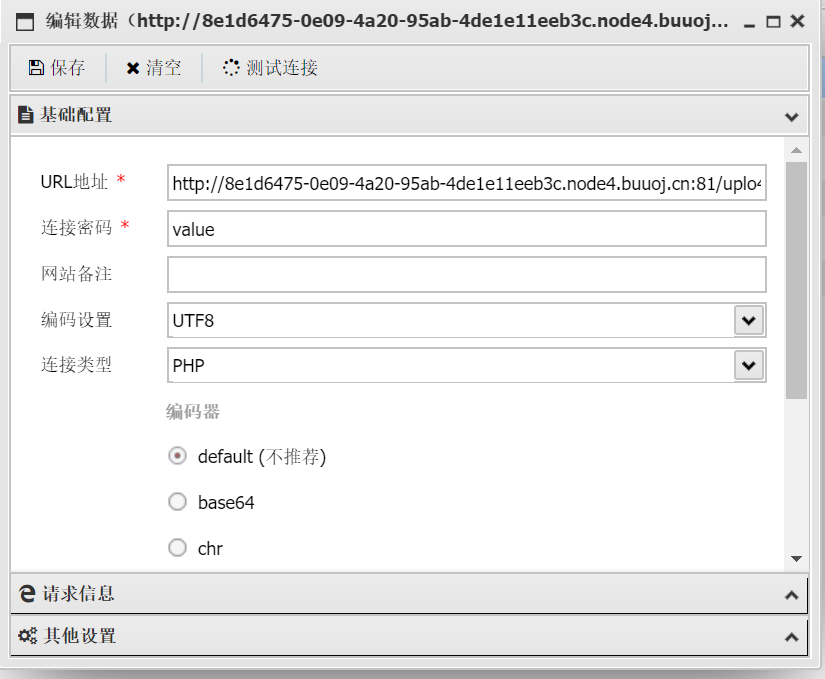 编辑数据（http://8e1d6475-0e09-4a20-95ab-4de1e11eeb3c.node4.buuoj...
保存 清空 测试连接
基础配置
URL地址 * http://8e1d6475-0e09-4a20-95ab-4de1e11eeb3c.node4.buuoj.cn:81/uplo
连接密码 * value
网站备注
编码设置 UTF8
连接类型 PHP
编码器
default (不推荐)
base64
chr
请求信息
其他设置